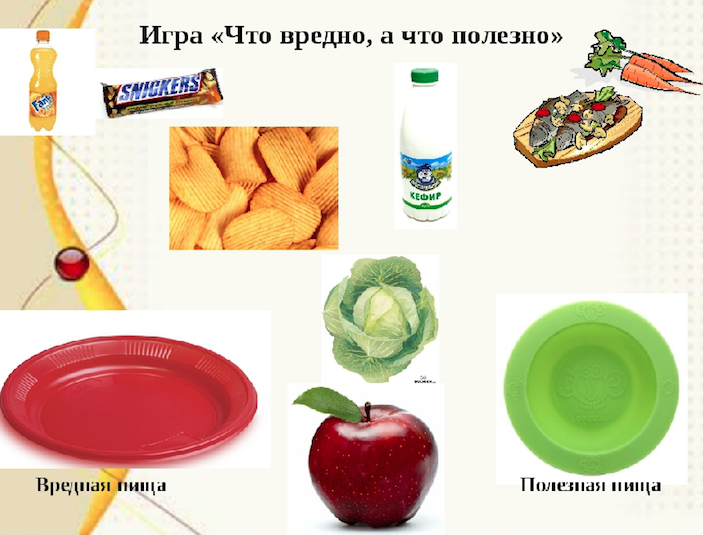 Игра «Что вредно, а что полезно»
Fanta
SNICKERS
КЕФИР
Вредная пища
Полезная пища